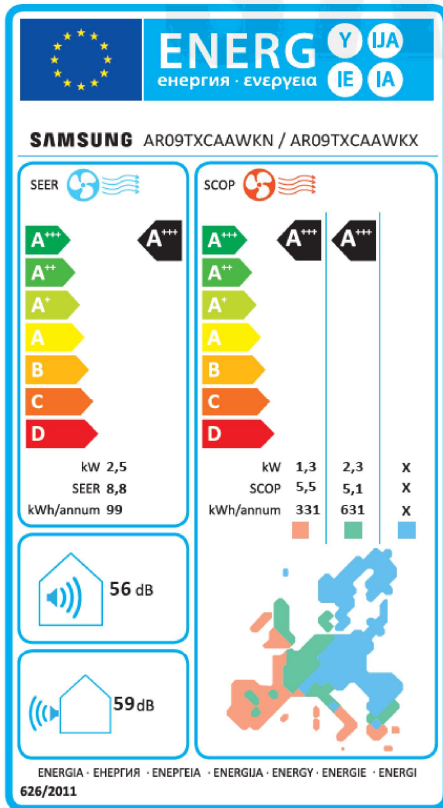 ENERG Y IJA
енергия · ενεργεια IE IA
SAMSUNG AR09TXCAAWKN / AR09TXCAAWKX
SEER
A+++ A+++
A++
A+
A
B
C
D
kW 2,5
SEER 8,8
kWh/annum 99
SCOP
A+++ A+++ A+++
A++
A+
A
B
C
D
kW 1,3 2,3 X
SCOP 5,5 5,1 X
kWh/annum 331 631 X
56 dB
59 dB
ENERGIA · ЕНЕРГИЯ · ΕΝΕΡΓΕΙΑ · ENERGIJA · ENERGY · ENERGIE · ENERGI
626/2011